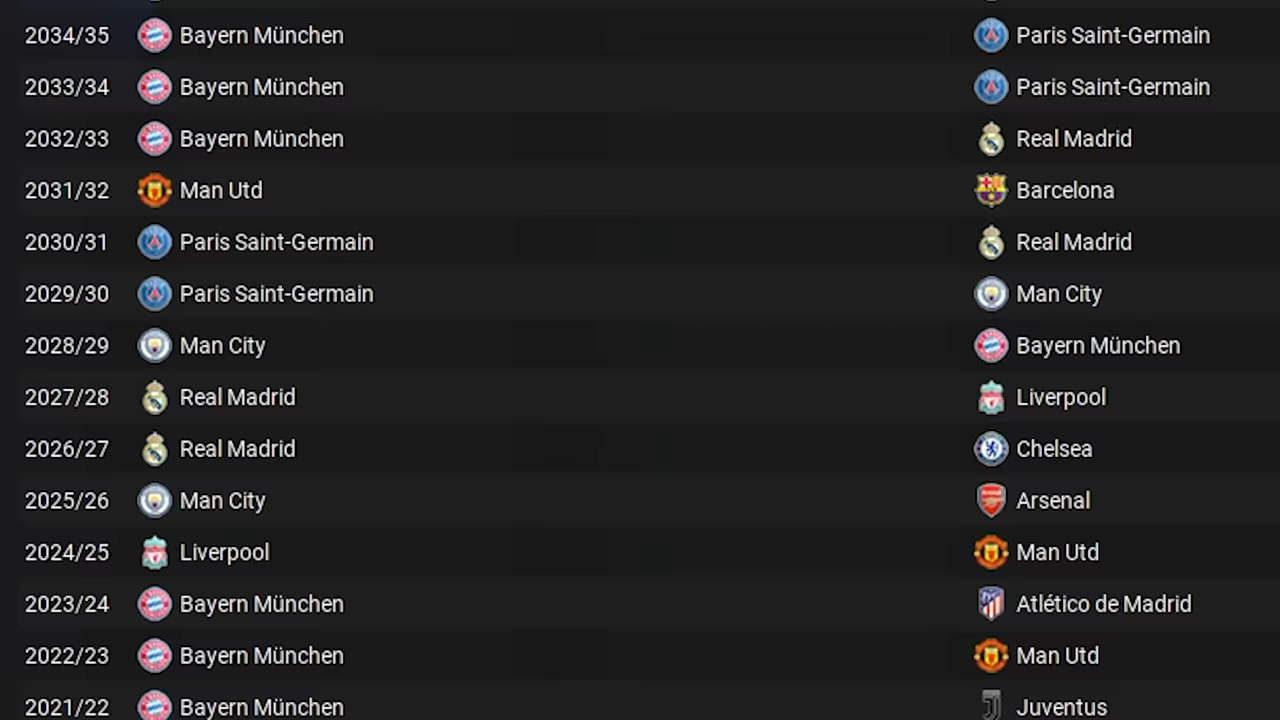 2034/35 Bayern München Paris Saint-Germain
2033/34 Bayern München Paris Saint-Germain
2032/33 Bayern München Real Madrid
2031/32 Man Utd Barcelona
2030/31 Paris Saint-Germain Real Madrid
2029/30 Paris Saint-Germain Man City
2028/29 Man City Bayern München
2027/28 Real Madrid Liverpool
2026/27 Real Madrid Chelsea
2025/26 Man City Arsenal
2024/25 Liverpool Man Utd
2023/24 Bayern München Atlético de Madrid
2022/23 Bayern München Man Utd
2021/22 Bayern München Juventus